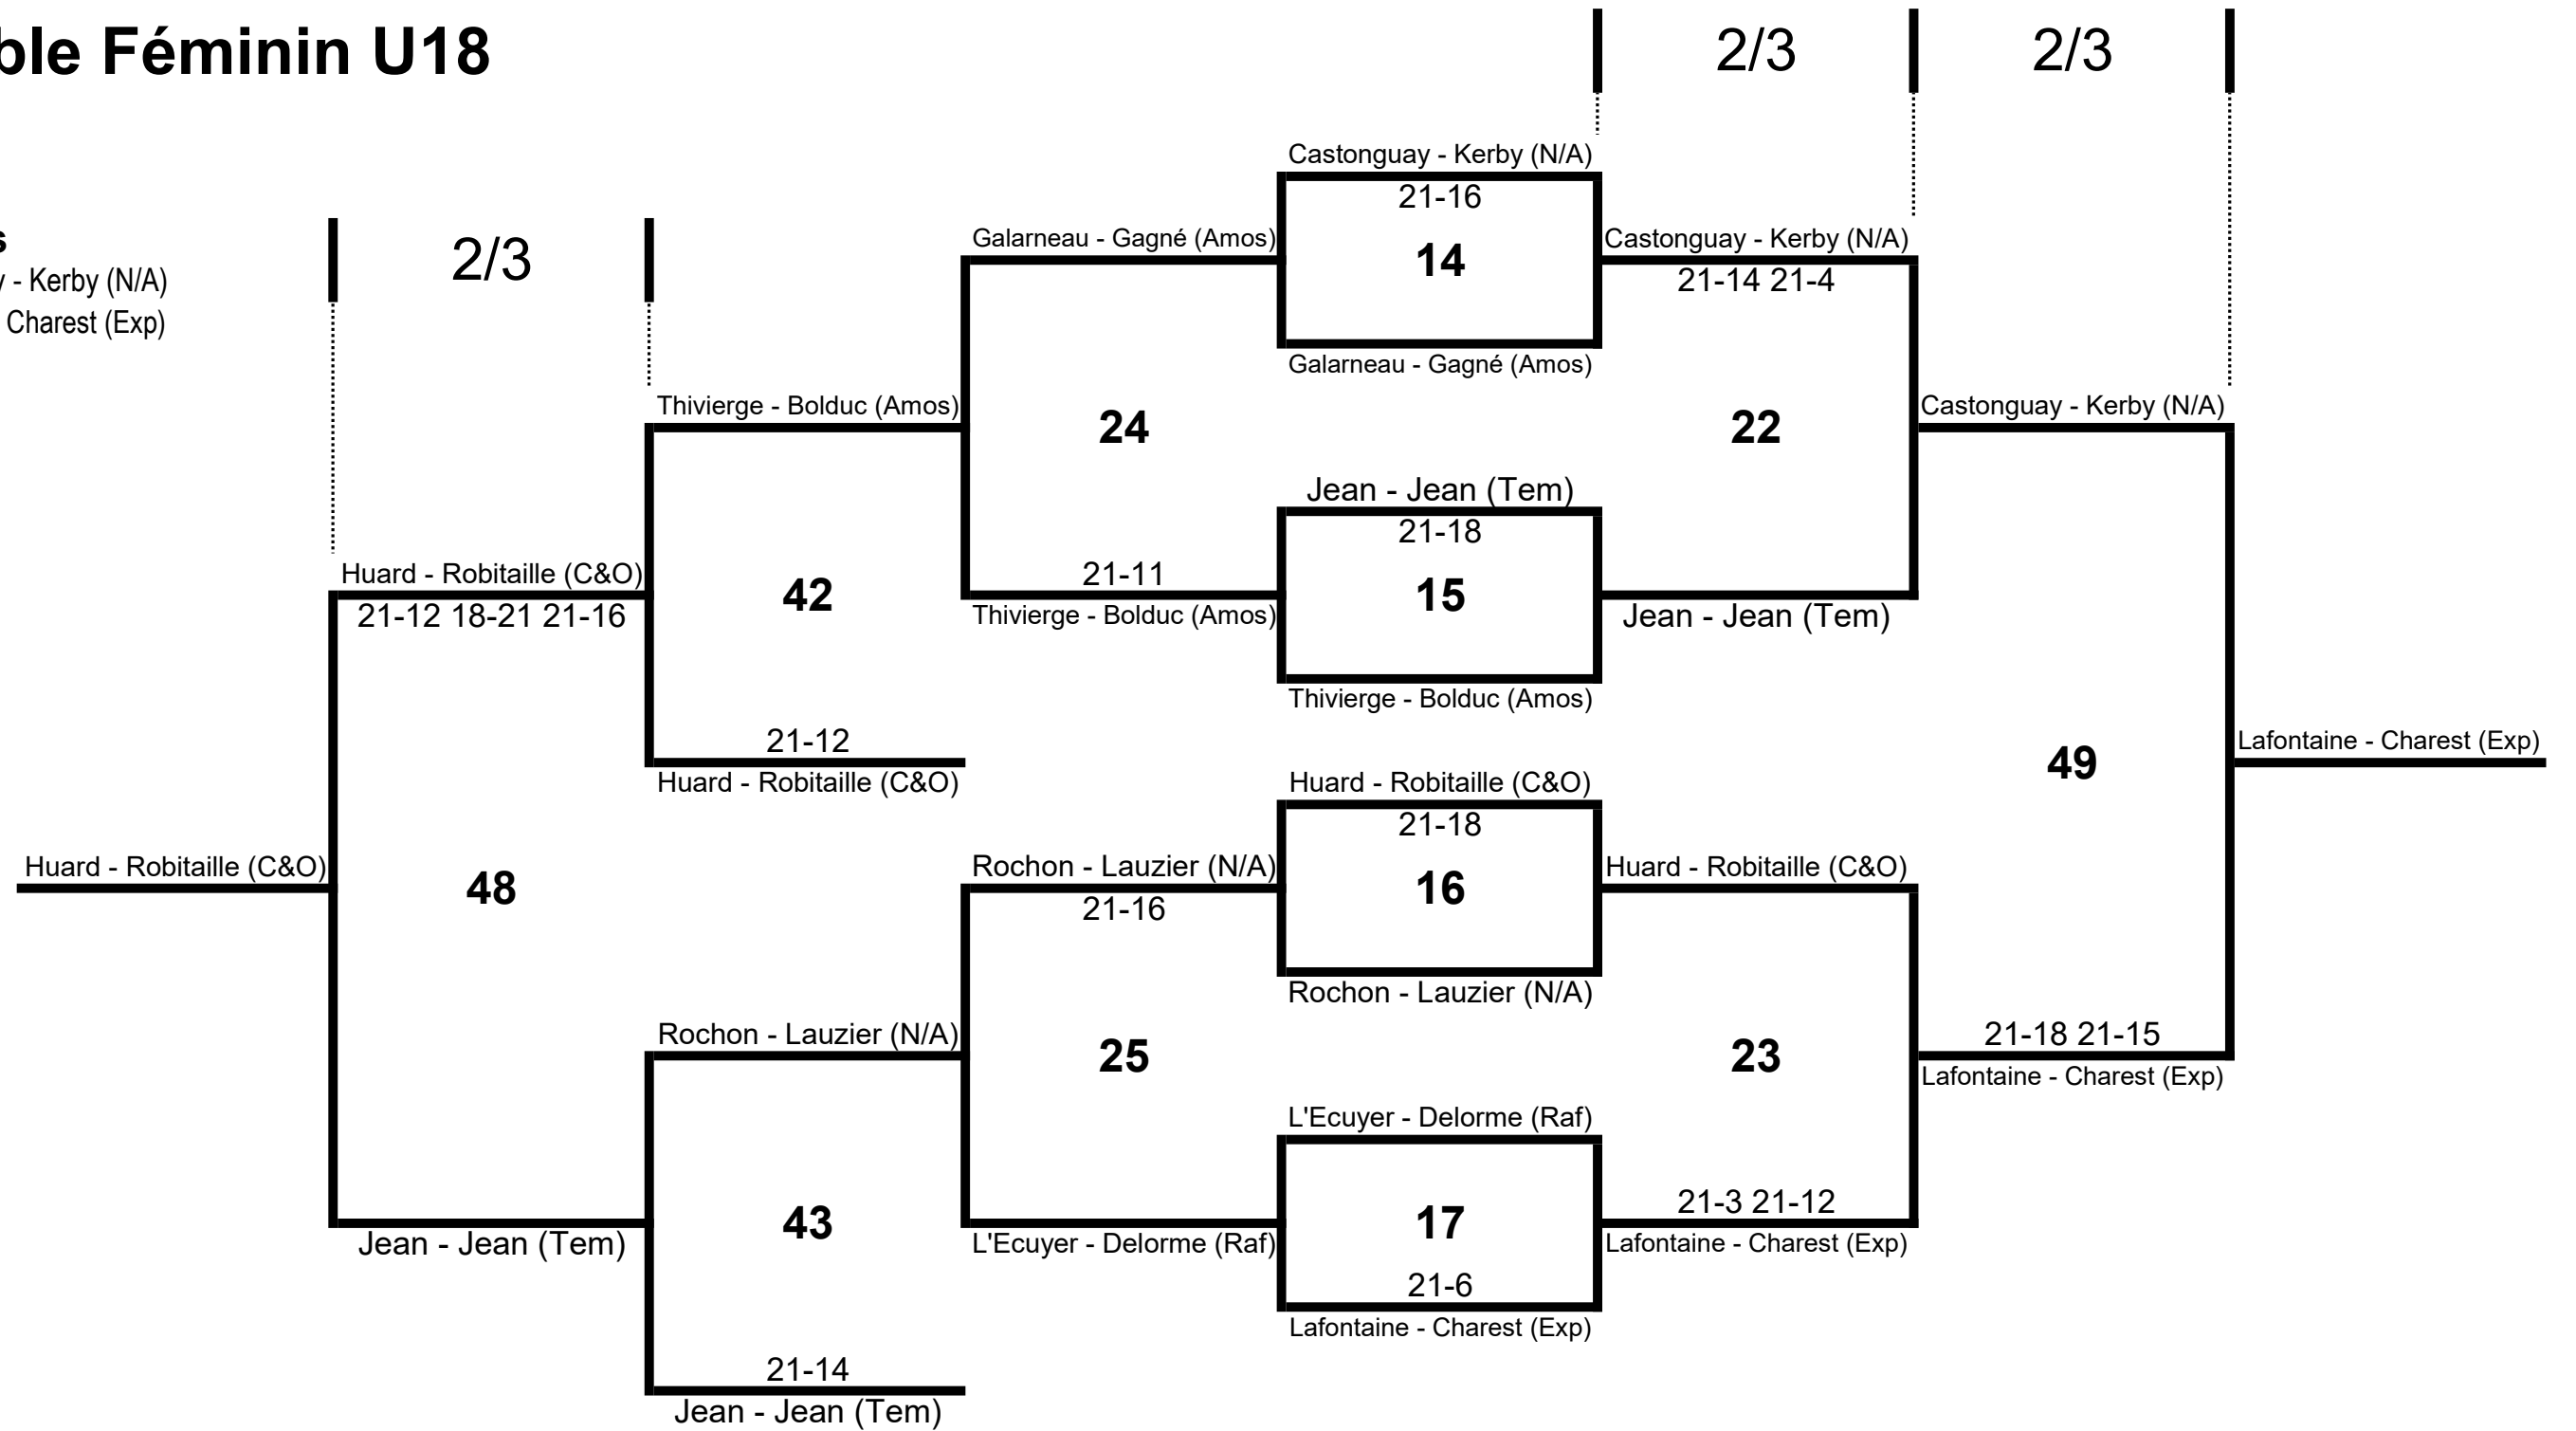 ble Féminin U18
2/3
2/3
Castonguay - Kerby (N/A)
21-16
s
2/3
Galarneau - Gagné (Amos)
14
Castonguay - Kerby (N/A)
y - Kerby (N/A)
21-14 21-4
Charest (Exp)
Galarneau - Gagné (Amos)
Thivierge - Bolduc (Amos)
24
22
Castonguay - Kerby (N/A)
Jean - Jean (Tem)
21-18
Huard - Robitaille (C&O)
42
21-11
15
21-12 18-21 21-16
Thivierge - Bolduc (Amos)
Jean - Jean (Tem)
Thivierge - Bolduc (Amos)
21-12
Huard - Robitaille (C&O)
49
Lafontaine - Charest (Exp)
Huard - Robitaille (C&O)
21-18
Huard - Robitaille (C&O)
48
Rochon - Lauzier (N/A)
16
Huard - Robitaille (C&O)
21-16
Rochon - Lauzier (N/A)
Rochon - Lauzier (N/A)
25
23
21-18 21-15
Lafontaine - Charest (Exp)
L'Ecuyer - Delorme (Raf)
43
17
21-3 21-12
Jean - Jean (Tem)
L'Ecuyer - Delorme (Raf)
Lafontaine - Charest (Exp)
21-6
Lafontaine - Charest (Exp)
21-14
Jean - Jean (Tem)